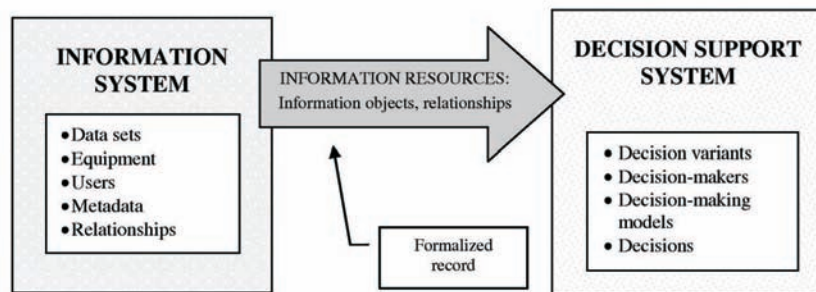 INFORMATION
SYSTEM
•Data sets
•Equipment
•Users
•Metadata
•Relationships
INFORMATION RESOURCES:
Information objects, relationships
Formalized
record
DECISION SUPPORT
SYSTEM
• Decision variants
• Decision-makers
• Decision-making
models
• Decisions